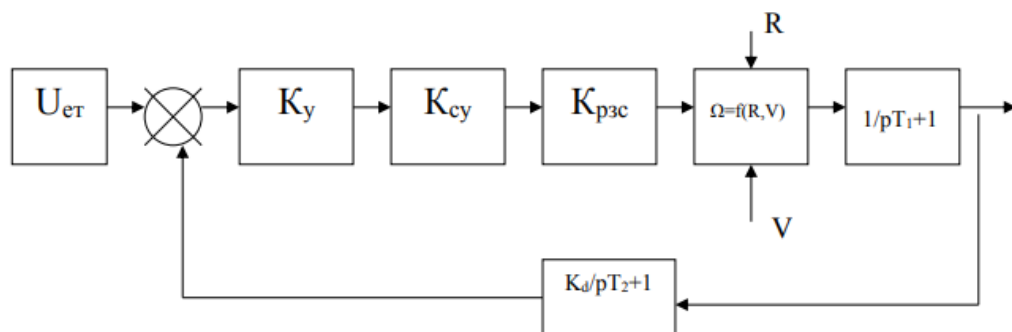 R
Uет
Ку
Ксу
Крзс
Ω=f(R,V)
1/pT1+1
V
Kd/pT2+1